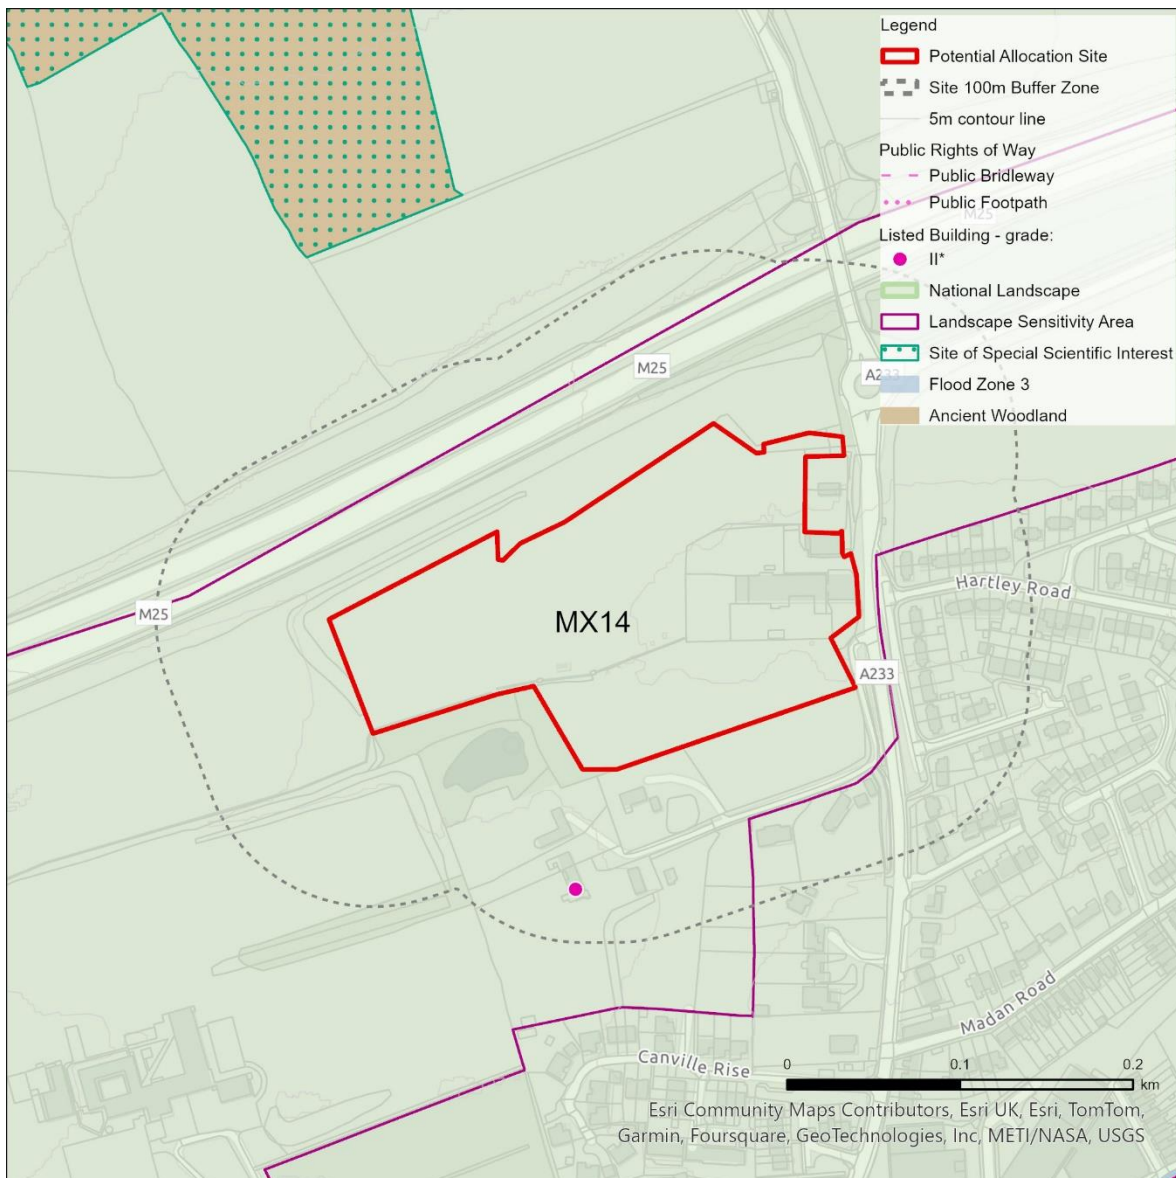 Legend
Potential Allocation Site
Site 100m Buffer Zone
5m contour line
Public Rights of Way
Public Bridleway
Public Footpath
M25
Listed Building - grade:
II*
National Landscape
Landscape Sensitivity Area
Site of Special Scientific Interest
M25
A233
Flood Zone 3
Ancient Woodland
Hartley Road
M25
MX14
A233
Madan Road
Canville Rise
0 0.1 0.2
km
Esri Community Maps Contributors, Esri UK, Esri, TomTom,
Garmin, Foursquare, GeoTechnologies, Inc, METI/NASA, USGS